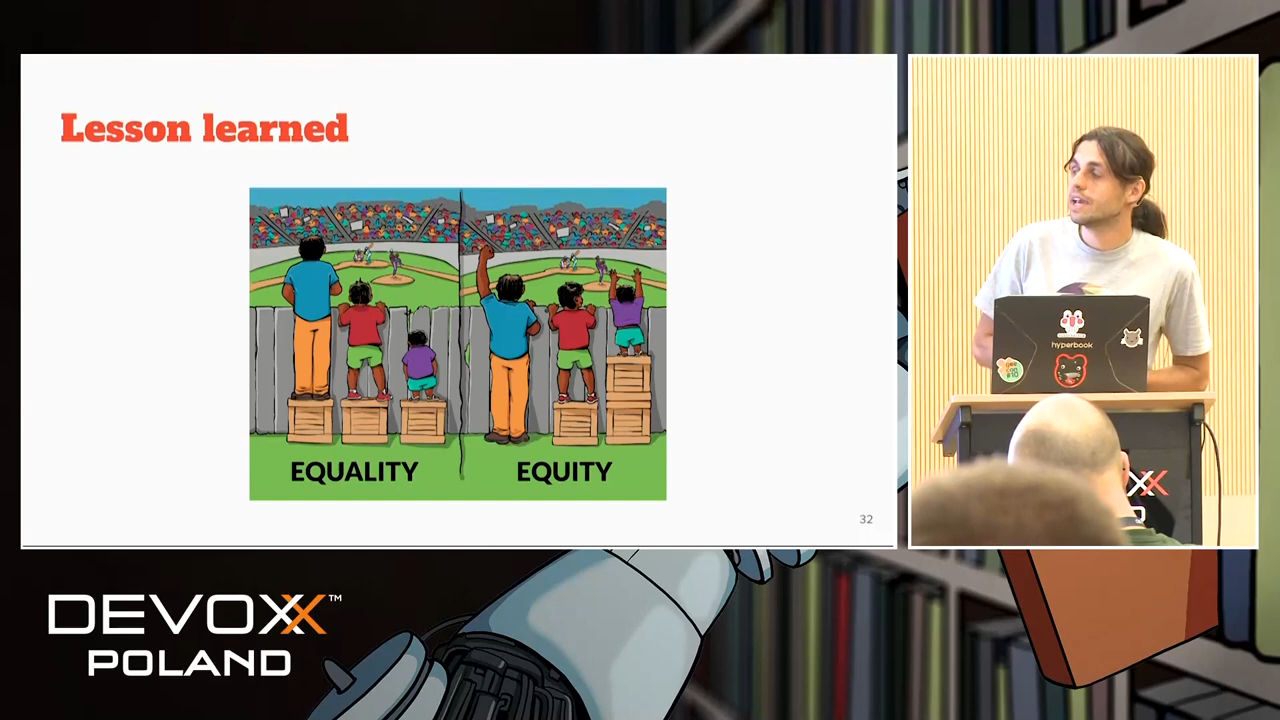 Lesson learned
EQUALITY
EQUITY
32
hyperbook
DEVOXX™
POLAND